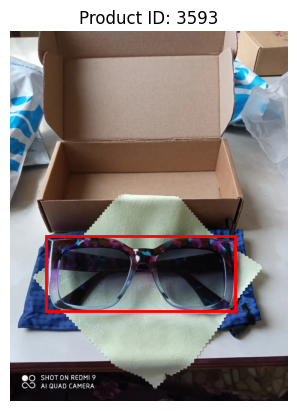 Product ID: 3593
SHOT ON REDMI 9
AI QUAD CAMERA